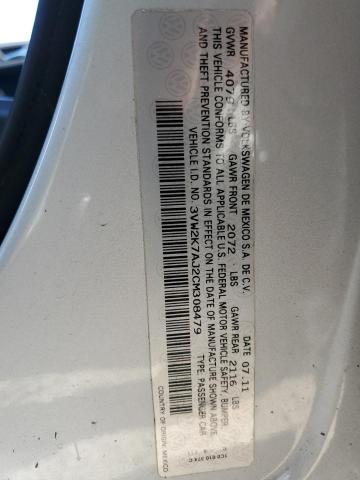 MANUFACTURED BY VOLKSWAGEN DE MEXICO S.A. DE C.V. DATE 07.11
GVWR 4079 LBS GAWR FRONT 2072 LBS GAWR REAR 2116 LBS
THIS VEHICLE CONFORMS TO ALL APPLICABLE U.S. FEDERAL MOTOR VEHICLE SAFETY, BUMPER,
AND THEFT PREVENTION STANDARDS IN EFFECT ON THE DATE OF MANUFACTURE SHOWN ABOVE.
VEHICLE I.D. NO. 3VW2K7AJ2CM308479 TYPE: PASSENGER CAR
COUNTRY OF ORIGIN: MEXICO